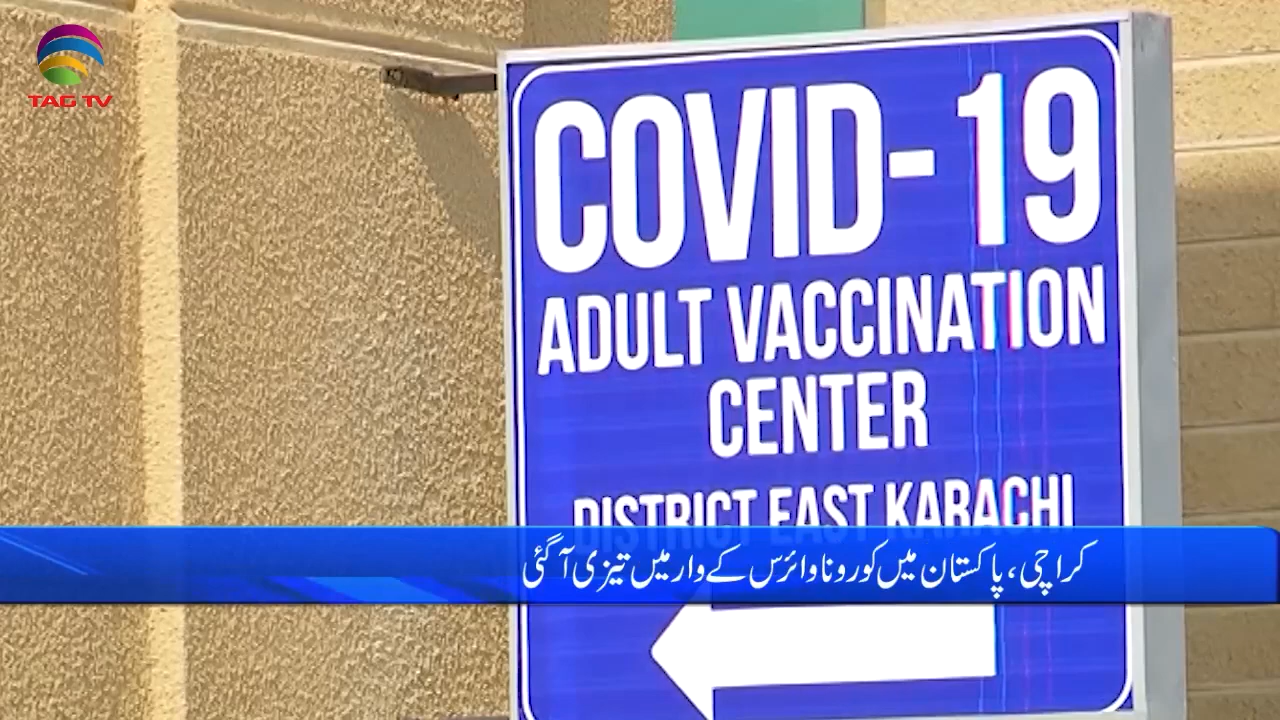 TAG TV
COVID-19
ADULT VACCINATION
CENTER
DISTRICT EAST KARACHI
کراچی، پاکستان میں کورونا وائرس کے وار میں تیزی آگئی